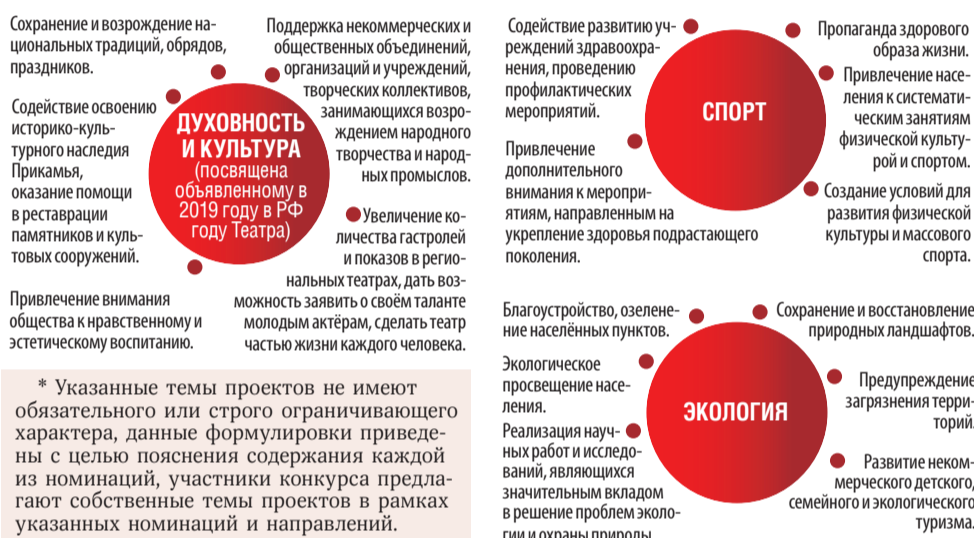 Сохранение и возрождение на-
циональных традиций, обрядов,
праздников.
Содействие освоению
историко-куль-
турного наследия
Прикамья,
оказание помощи
в реставрации
памятников и куль-
товых сооружений.
Привлечение внимания
общества к нравственному и
эстетическому воспитанию.
ДУХОВНОСТЬ
И КУЛЬТУРА
(посвящена
объявленному в
2019 году в РФ
году Театра)
Поддержка некоммерческих и
общественных объединений,
организаций и учреждений,
творческих коллективов,
занимающихся возро-
ждением народного
творчества и народ-
ных промыслов.
Увеличение ко-
личества гастролей
и показов в регио-
нальных театрах, дать воз-
можность заявить о своём таланте
молодым актёрам, сделать театр
частью жизни каждого человека.
* Указанные темы проектов не имеют
обязательного или строго ограничивающего
характера, данные формулировки приведе-
ны с целью пояснения содержания каждой
из номинаций, участники конкурса предла-
гают собственные темы проектов в рамках
указанных номинаций и направлений.
Содействие развитию уч-
реждений здравоохра-
нения, проведению
профилактических
мероприятий.
Привлечение
дополнительного
внимания к меропри-
ятиям, направленным на
укрепление здоровья подрастающего
поколения.
СПОРТ
Пропаганда здорового
образа жизни.
Привлечение насе-
ления к системати-
ческим занятиям
физической культу-
рой и спортом.
Создание условий для
развития физической
культуры и массового
спорта.
Благоустройство, озелене-
ние населённых пунктов.
Экологическое
просвещение насе-
ления.
Реализация науч-
ных работ и исследо-
ваний, являющихся
значительным вкладом
в решение проблем эколо-
гии и охраны природы
ЭКОЛОГИЯ
Сохранение и восстановление
природных ландшафтов.
Предупреждение
загрязнения терри-
торий.
Развитие неком-
мерческого детского,
семейного и экологического
туризма.